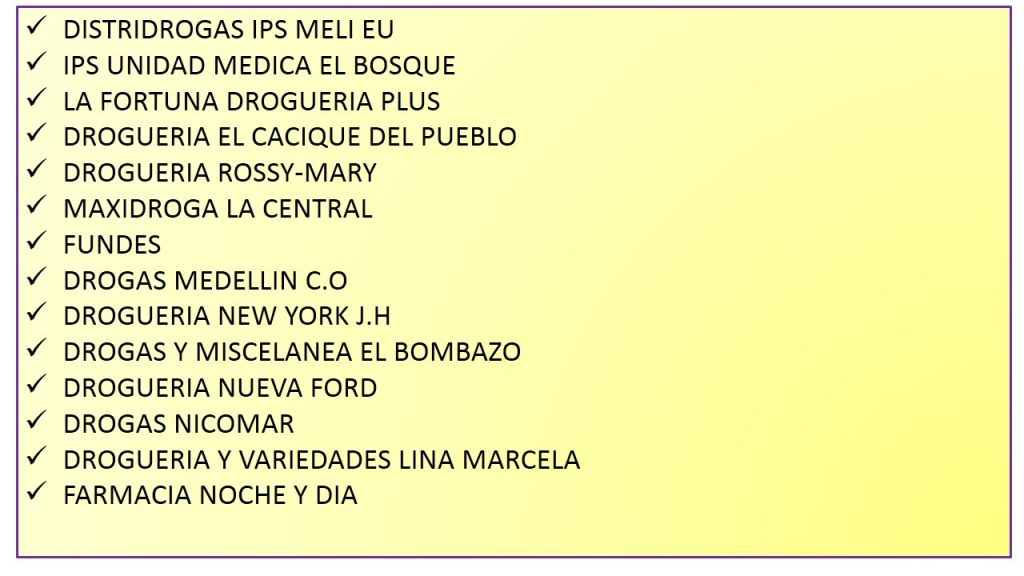 ✓ DISTRIDROGAS IPS MELI EU
✓ IPS UNIDAD MEDICA EL BOSQUE
✓ LA FORTUNA DROGUERIA PLUS
✓ DROGUERIA EL CACIQUE DEL PUEBLO
✓ DROGUERIA ROSSY-MARY
✓ MAXIDROGA LA CENTRAL
✓ FUNDES
✓ DROGAS MEDELLIN C.O
✓ DROGUERIA NEW YORK J.H
✓ DROGAS Y MISCELANEA EL BOMBAZO
✓ DROGUERIA NUEVA FORD
✓ DROGAS NICOMAR
✓ DROGUERIA Y VARIEDADES LINA MARCELA
✓ FARMACIA NOCHE Y DIA